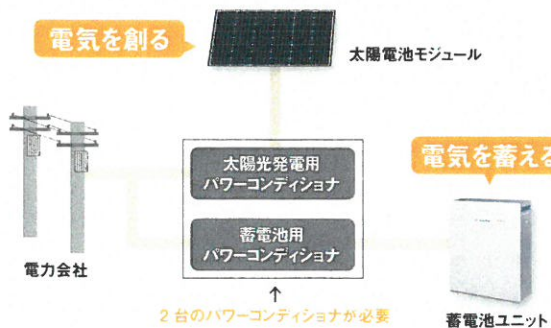 電気を創る
太陽電池モジュール
太陽光発電用
パワーコンディショナ
電気を蓄える
蓄電池用
パワーコンディショナ
電力会社
↑
2台のパワーコンディショナが必要
蓄電池ユニット